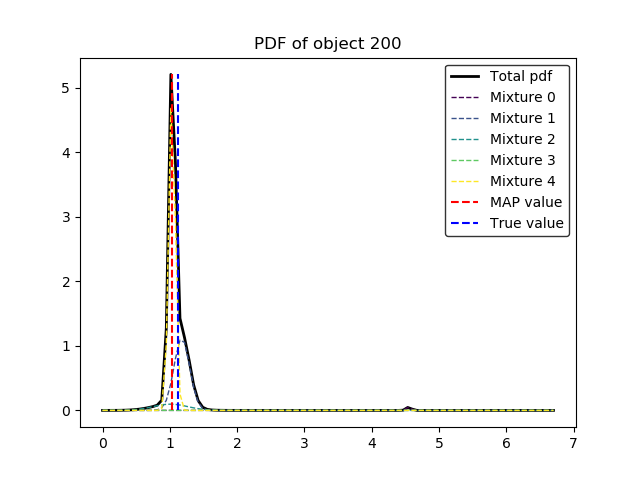 PDF of object 200
Total pdf
Mixture 0
Mixture 1
Mixture 2
Mixture 3
Mixture 4
MAP value
True value
5
4
3
2
1
0
0 1 2 3 4 5 6 7